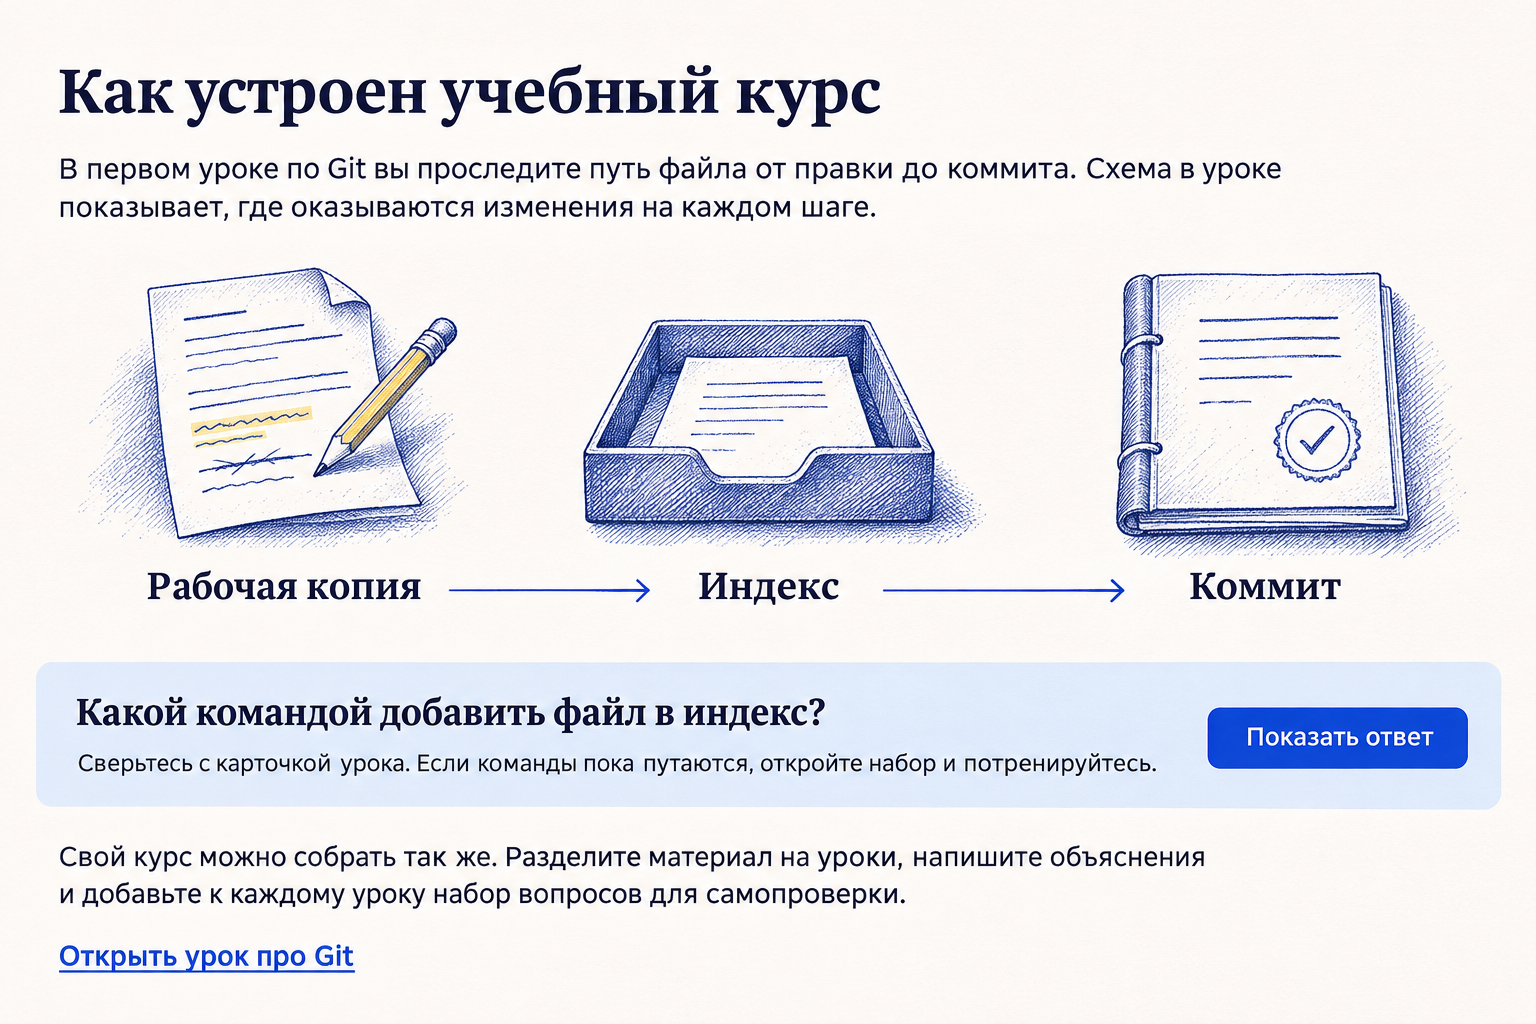 Как устроен учебный курс
В первом уроке по Git вы проследите путь файла от правки до коммита. Схема в уроке
показывает, где оказываются изменения на каждом шаге.
Рабочая копия
Индекс
Коммит
Какой командой добавить файл в индекс?
Сверьтесь с карточкой урока. Если команды пока путаются, откройте набор и потренируйтесь.
Показать ответ
Свой курс можно собрать так же. Разделите материал на уроки, напишите объяснения
и добавьте к каждому уроку набор вопросов для самопроверки.
Открыть урок про Git